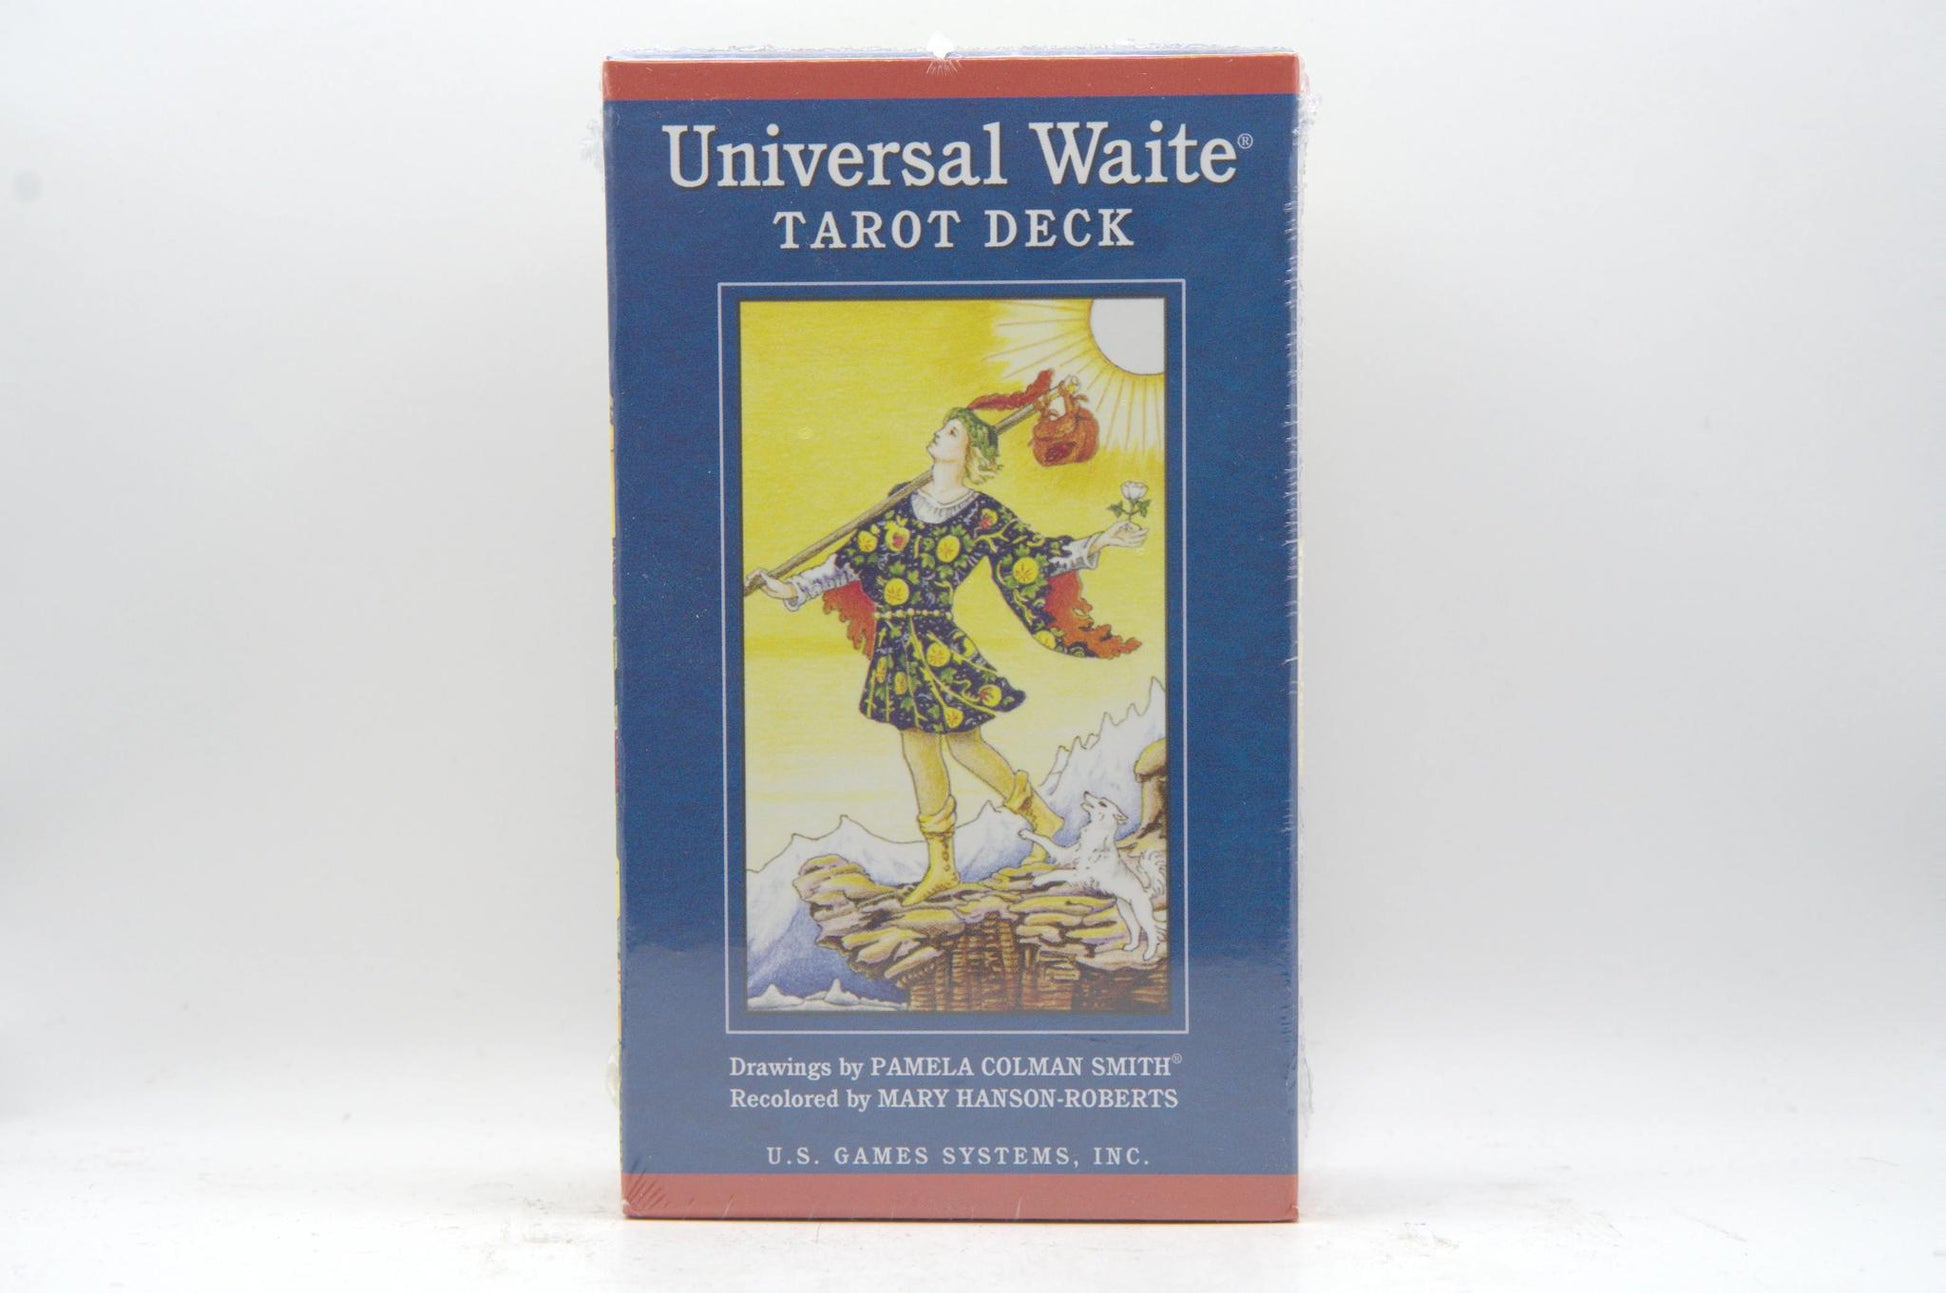 Universal Waite®
TAROT DECK
Drawings by PAMELA COLMAN SMITH®
Recolored by MARY HANSON-ROBERTS
U.S. GAMES SYSTEMS, INC.